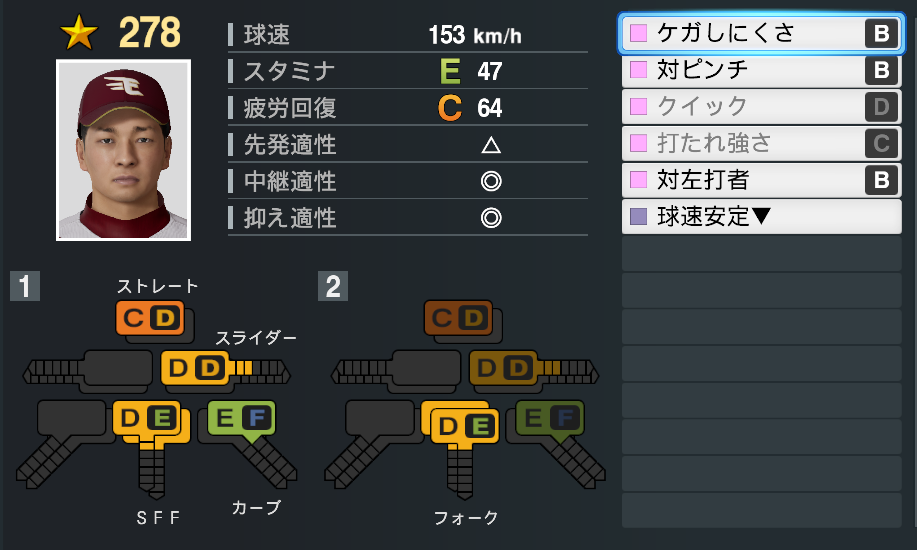 ★ 278
球速 153 km/h
スタミナ E 47
疲労回復 C 64
先発適性 △
中継適性 ◎
抑え適性 ◎
ケガしにくさ B
対ピンチ B
クイック D
打たれ強さ C
対左打者 B
球速安定▼
1
ストレート
C D
スライダー
D D
D E
E F
SFF
カーブ
2
C D
D D
D E
E F
フォーク